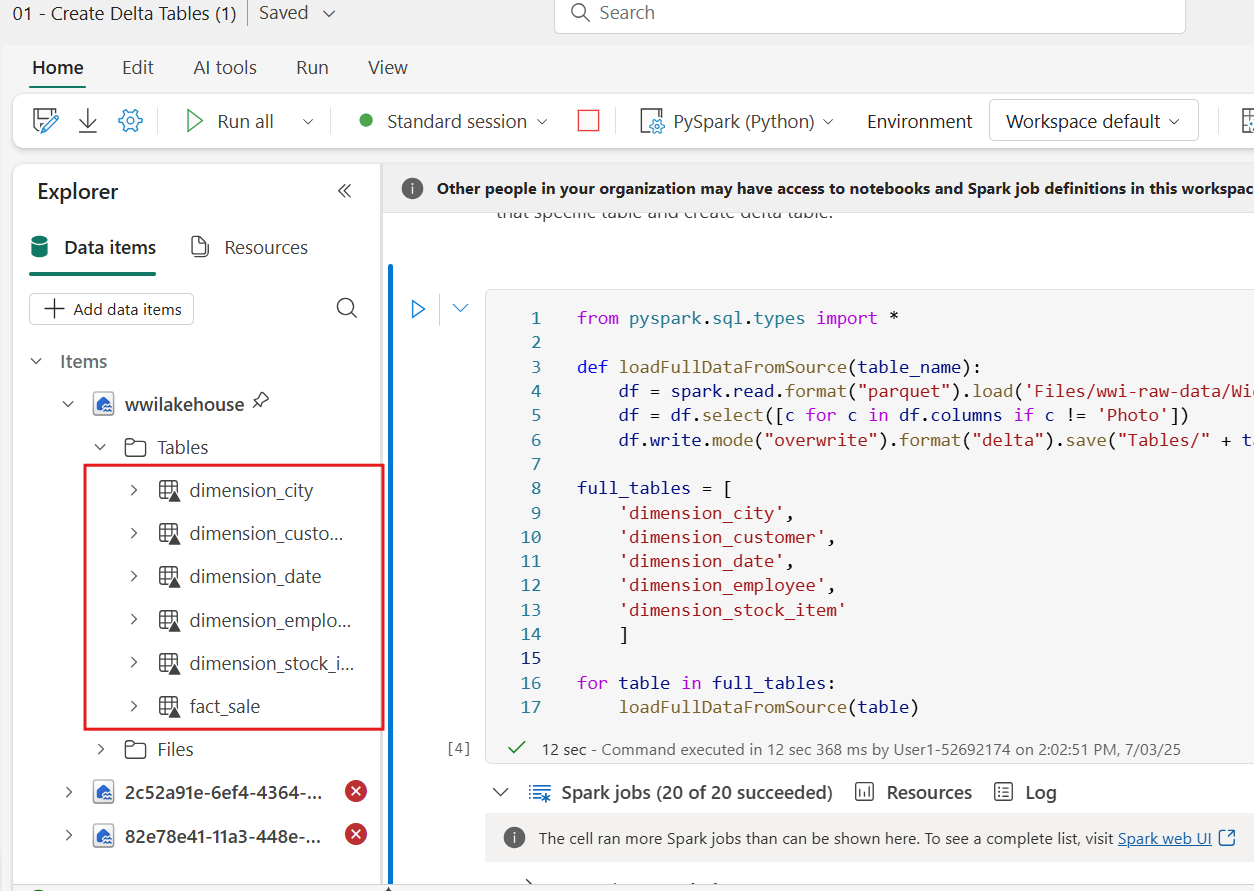 01 - Create Delta Tables (1) Saved
Search
Home Edit AI tools Run View
Run all Standard session PySpark (Python) Environment Workspace default
Explorer
Data items Resources
Add data items
Items
wwilakehouse
Tables
dimension_city
dimension_custo...
dimension_date
dimension_emplo...
dimension_stock_i...
fact_sale
Files
2c52a91e-6ef4-4364-...
82e78e41-11a3-448e-...
Other people in your organization may have access to notebooks and Spark job definitions in this workspac
that specific table and create delta table.
1 from pyspark.sql.types import *
2
3 def loadFullDataFromSource(table_name):
4 df = spark.read.format("parquet").load('Files/wwi-raw-data/Wi
5 df = df.select([c for c in df.columns if c != 'Photo'])
6 df.write.mode("overwrite").format("delta").save("Tables/" + ta
7
8 full_tables = [
9 'dimension_city',
10 'dimension_customer',
11 'dimension_date',
12 'dimension_employee',
13 'dimension_stock_item'
14 ]
15
16 for table in full_tables:
17 loadFullDataFromSource(table)
[4] 12 sec - Command executed in 12 sec 368 ms by User1-52692174 on 2:02:51 PM, 7/03/25
Spark jobs (20 of 20 succeeded) Resources Log
The cell ran more Spark jobs than can be shown here. To see a complete list, visit Spark web UI